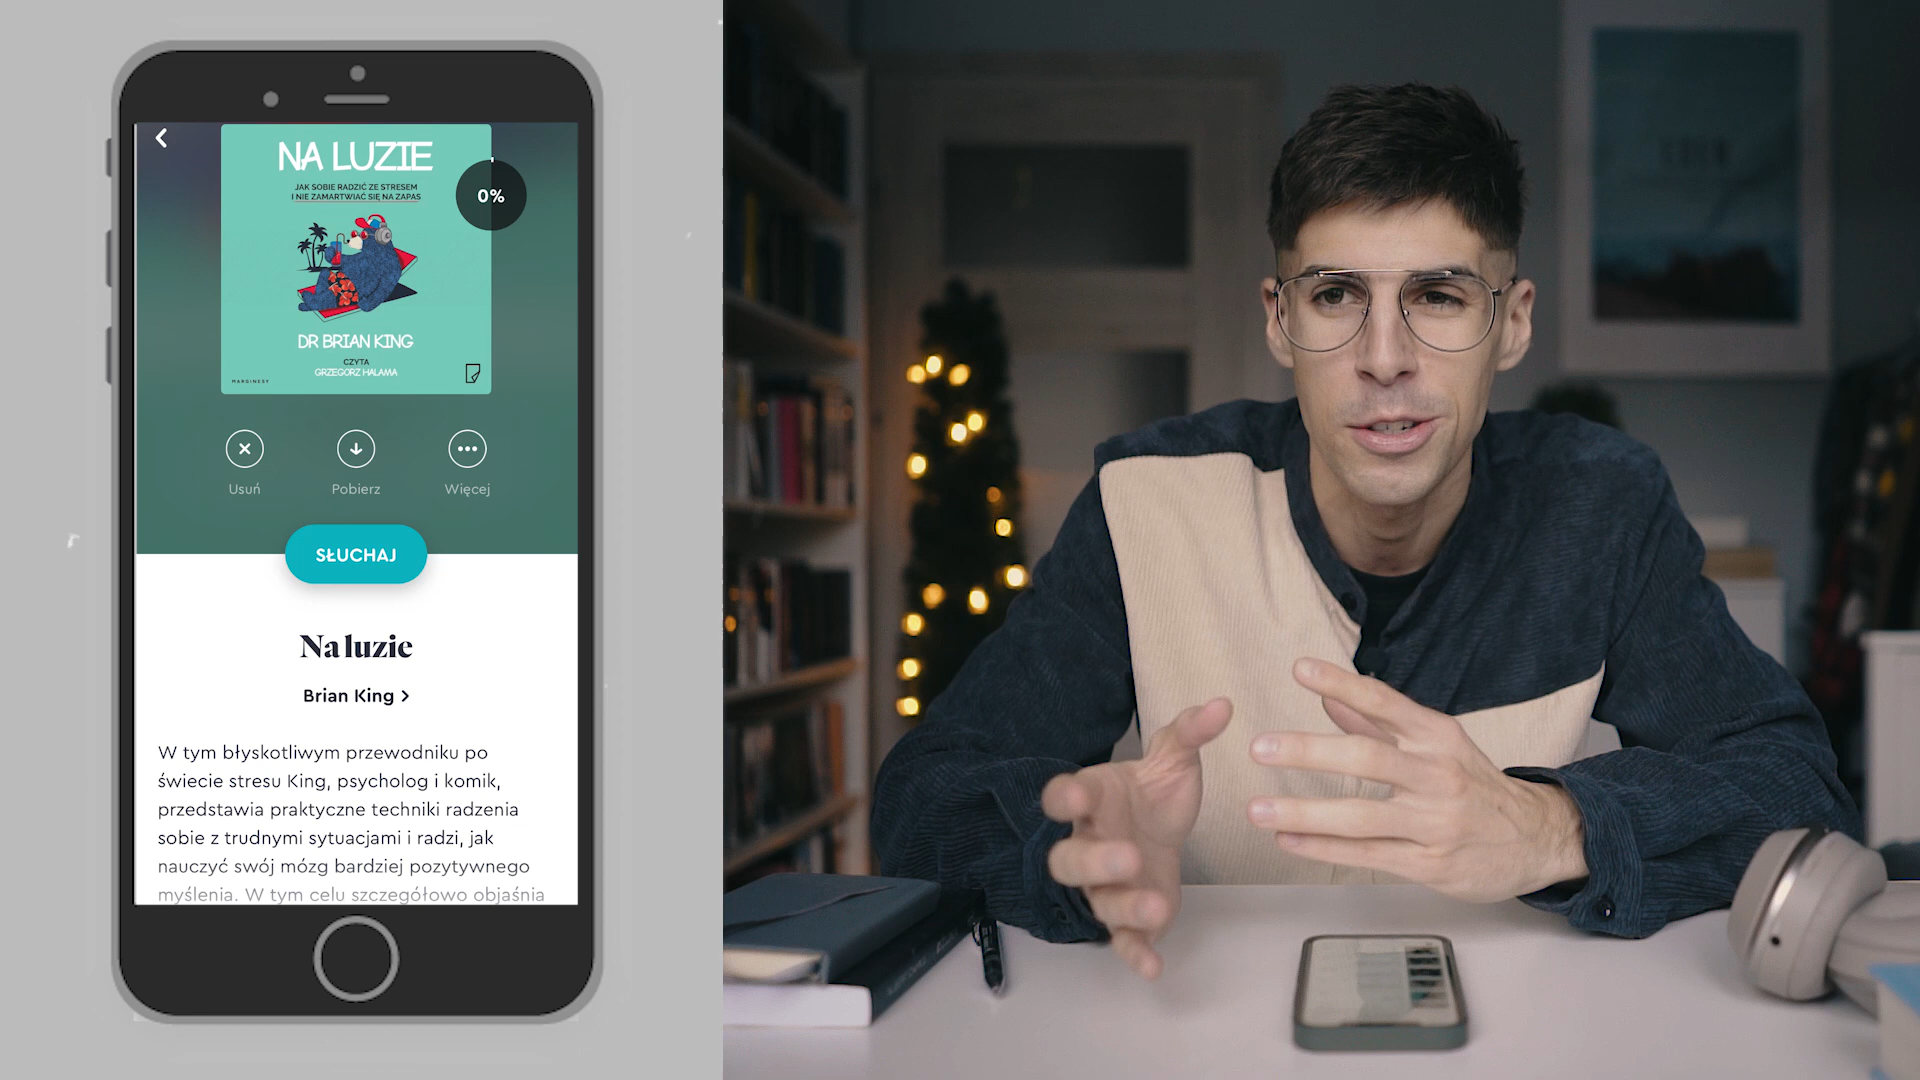 NA LUZIE
JAK SOBIE RADZIĆ ZE STRESEM
I NIE ZAMARTWIAĆ SIĘ NA ZAPAS
0%
DR BRIAN KING
CZYTA
GRZEGORZ HALAMA
MARGINESY
Usuń
Pobierz
Więcej
SŁUCHAJ
Na luzie
Brian King >
W tym błyskotliwym przewodniku po
świecie stresu King, psycholog i komik,
przedstawia praktyczne techniki radzenia
sobie z trudnymi sytuacjami i radzi, jak
nauczyć swój mózg bardziej pozytywnego
myślenia. W tym celu szczegółowo objaśnia